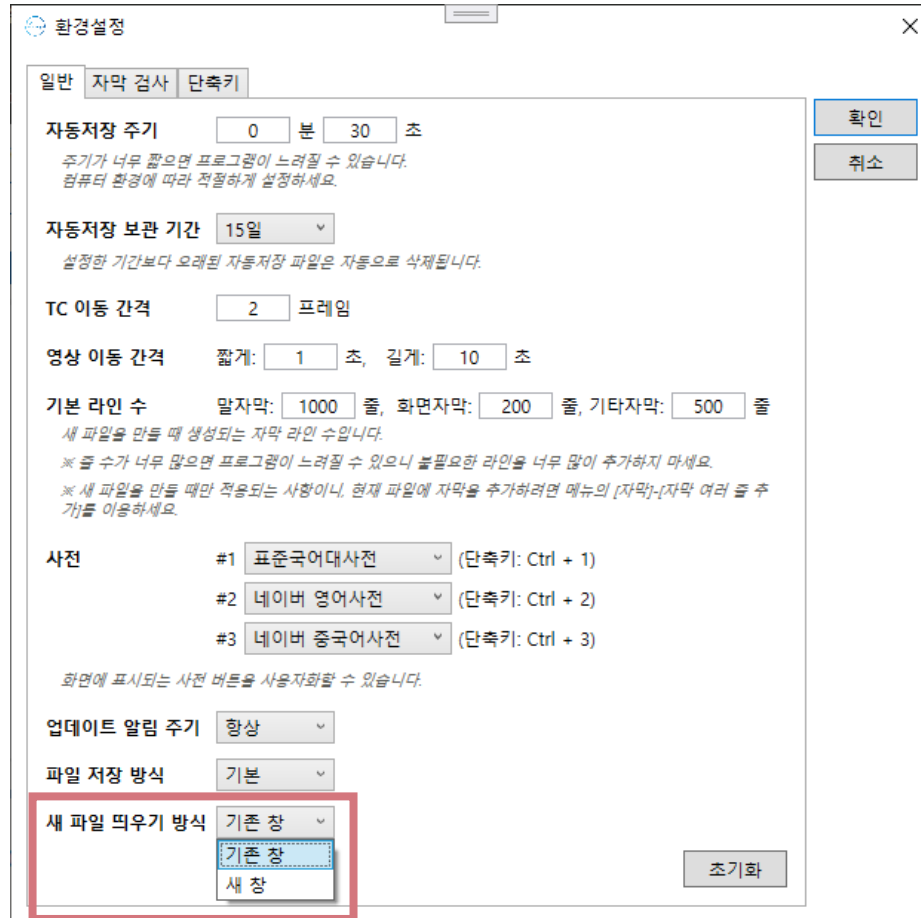 환경설정
일반 자막 검사 단축키
확인
취소
자동저장 주기 0 분 30 초
주기가 너무 짧으면 프로그램이 느려질 수 있습니다.
컴퓨터 환경에 따라 적절하게 설정하세요.
자동저장 보관 기간 15일
설정한 기간보다 오래된 자동저장 파일은 자동으로 삭제됩니다.
TC 이동 간격 2 프레임
영상 이동 간격 짧게: 1 초, 길게: 10 초
기본 라인 수 말자막: 1000 줄, 화면자막: 200 줄, 기타자막: 500 줄
새 파일을 만들 때 생성되는 자막 라인 수입니다.
※ 줄 수가 너무 많으면 프로그램이 느려질 수 있으니 불필요한 라인을 너무 많이 추가하지 마세요.
※ 새 파일을 만들 때만 적용되는 사항이니, 현재 파일에 자막을 추가하려면 메뉴의 [자막]-[자막 여러 줄 추
가]를 이용하세요.
사전 #1 표준국어대사전 (단축키: Ctrl + 1)
#2 네이버 영어사전 (단축키: Ctrl + 2)
#3 네이버 중국어사전 (단축키: Ctrl + 3)
화면에 표시되는 사전 버튼을 사용자화할 수 있습니다.
업데이트 알림 주기 항상
파일 저장 방식 기본
새 파일 띄우기 방식 기존 창
기존 창
새 창
초기화